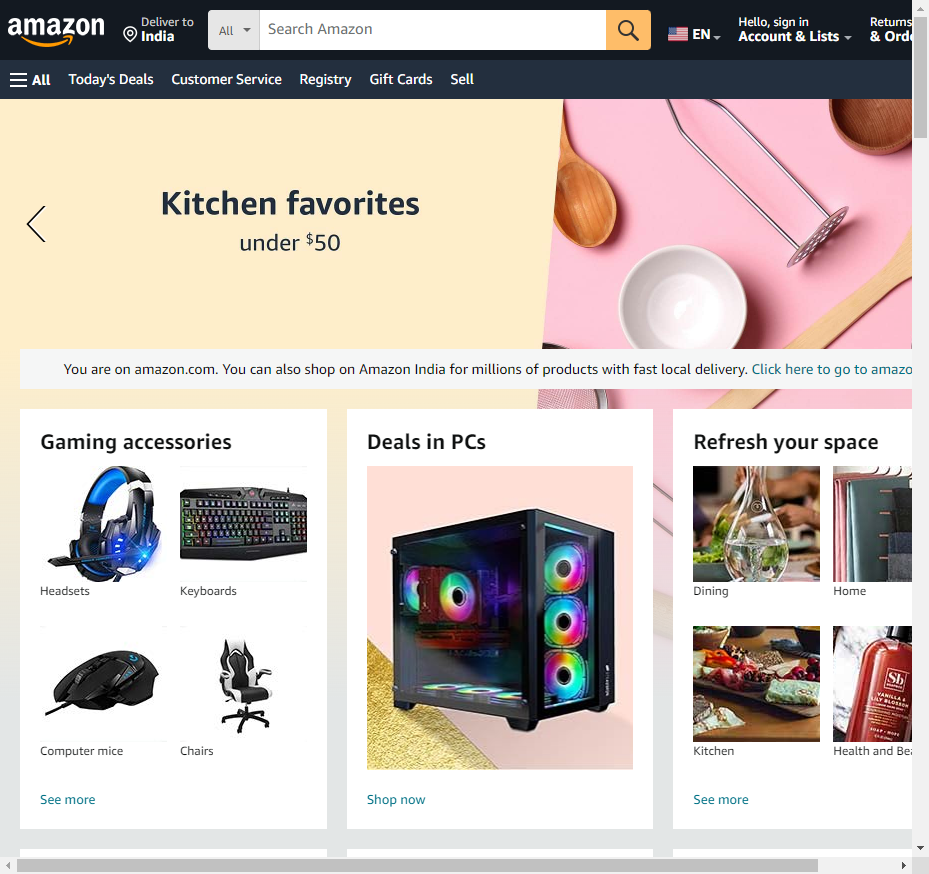 amazon
Deliver to
India
All
Search Amazon
EN
Hello, sign in
Account & Lists
Returns
& Orde
All
Today's Deals
Customer Service
Registry
Gift Cards
Sell
Kitchen favorites
under $50
You are on amazon.com. You can also shop on Amazon India for millions of products with fast local delivery. Click here to go to amazo
Gaming accessories
Headsets
Keyboards
Computer mice
Chairs
See more
Deals in PCs
Shop now
Refresh your space
Dining
Home
Kitchen
Health and Bea
See more
Sb
VANILLA &
LILY BLOSSOM